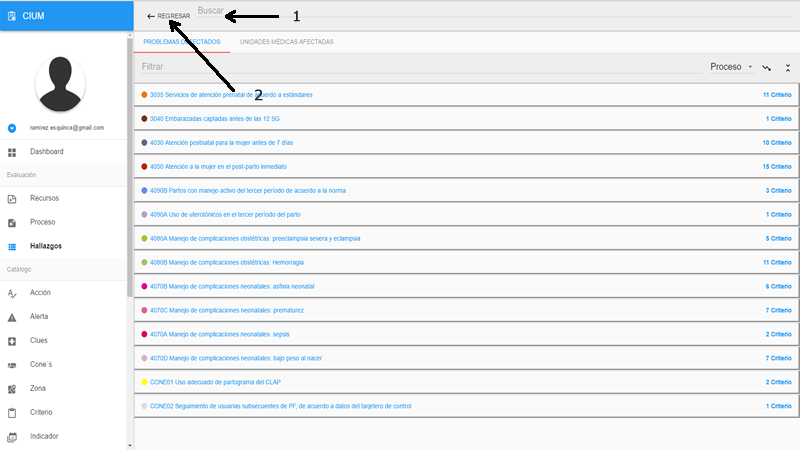 CIUM
REGRESAR
Buscar
1
PROBLEMAS DETECTADOS
UNIDADES MÉDICAS AFECTADAS
Filtrar
Proceso
2
3035 Servicios de atención prenatal de acuerdo a estándares
11 Criterio
3040 Embarazadas captadas antes de las 12 SG
1 Criterio
4030 Atención postnatal para la mujer antes de 7 días
10 Criterio
4050 Atención a la mujer en el post-parto inmediato
15 Criterio
4090B Partos con manejo activo del tercer período de acuerdo a la norma
3 Criterio
4090A Uso de uterotónicos en el tercer período del parto
1 Criterio
4080A Manejo de complicaciones obstétricas: preeclampsia severa y eclampsia
5 Criterio
4080B Manejo de complicaciones obstétricas: Hemorragia
11 Criterio
4070B Manejo de complicaciones neonatales: asfixia neonatal
6 Criterio
4070C Manejo de complicaciones neonatales: prematurez
7 Criterio
4070A Manejo de complicaciones neonatales: sepsis
2 Criterio
4070D Manejo de complicaciones neonatales: bajo peso al nacer
7 Criterio
CONE01 Uso adecuado de partograma del CLAP
2 Criterio
CONE02 Seguimiento de usuarias subsecuentes de PF, de acuerdo a datos del tarjetero de control
1 Criterio
ramirez.esquinca@gmail.com
Dashboard
Evaluación
Recursos
Proceso
Hallazgos
Catálogo
Acción
Alerta
Clues
Cone´s
Zona
Criterio
Indicador